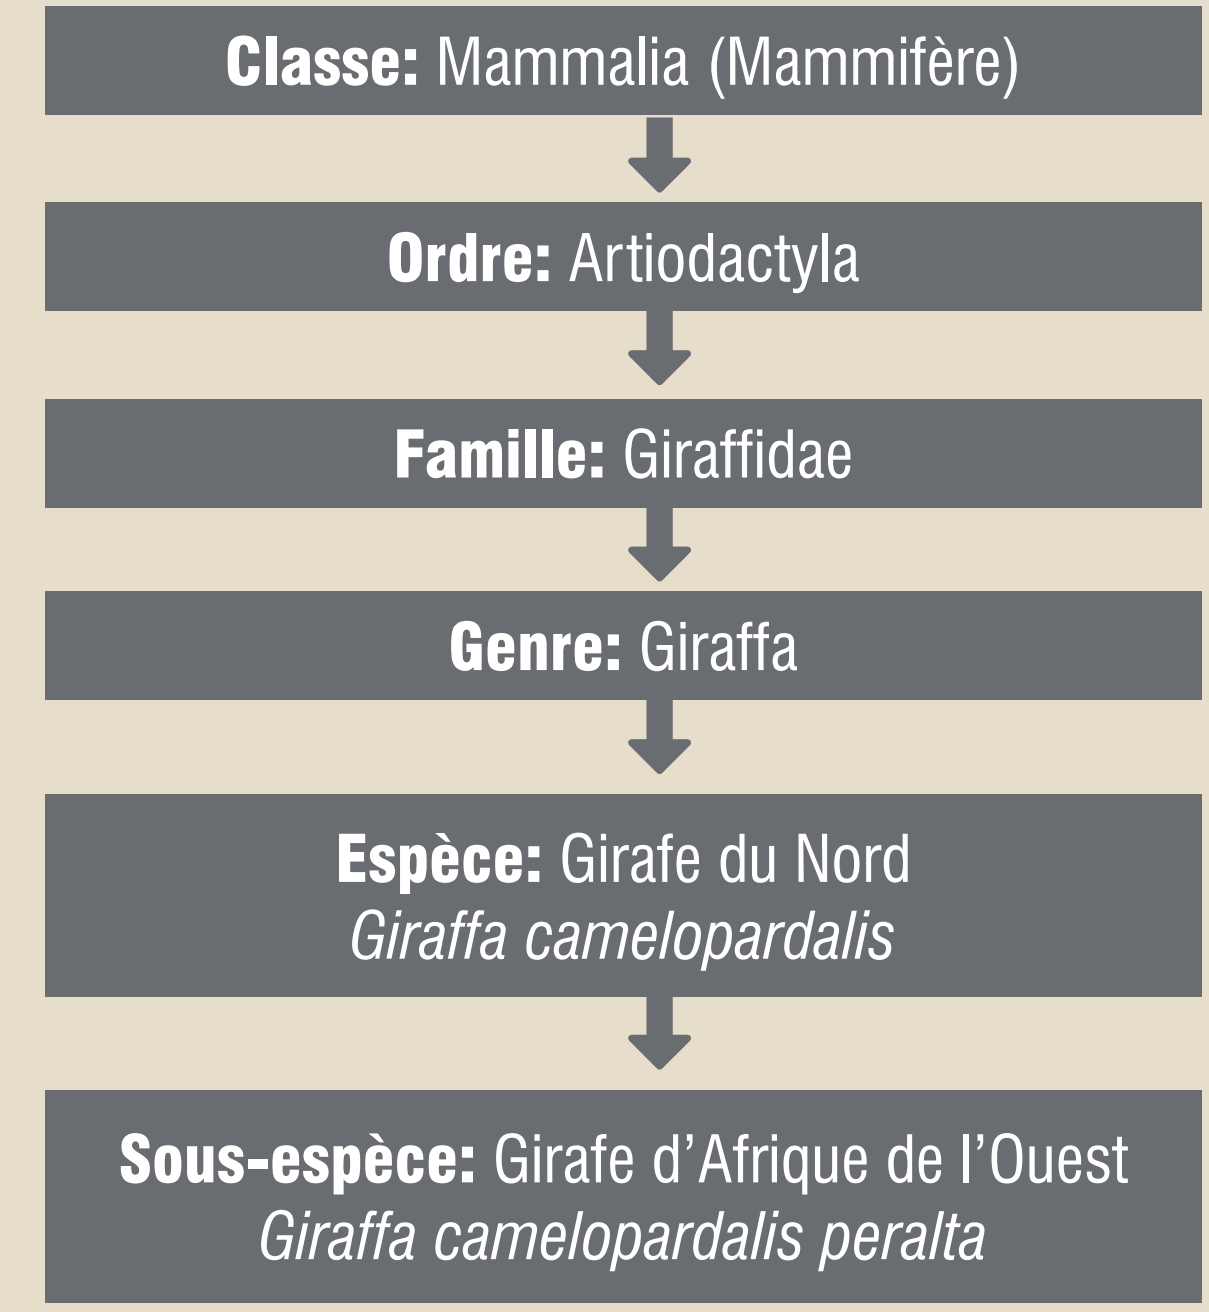 Classe: Mammalia (Mammifère)
Ordre: Artiodactyla
Famille: Giraffidae
Genre: Giraffa
Espèce: Girafe du Nord
Giraffa camelopardalis
Sous-espèce: Girafe d’Afrique de l’Ouest
Giraffa camelopardalis peralta